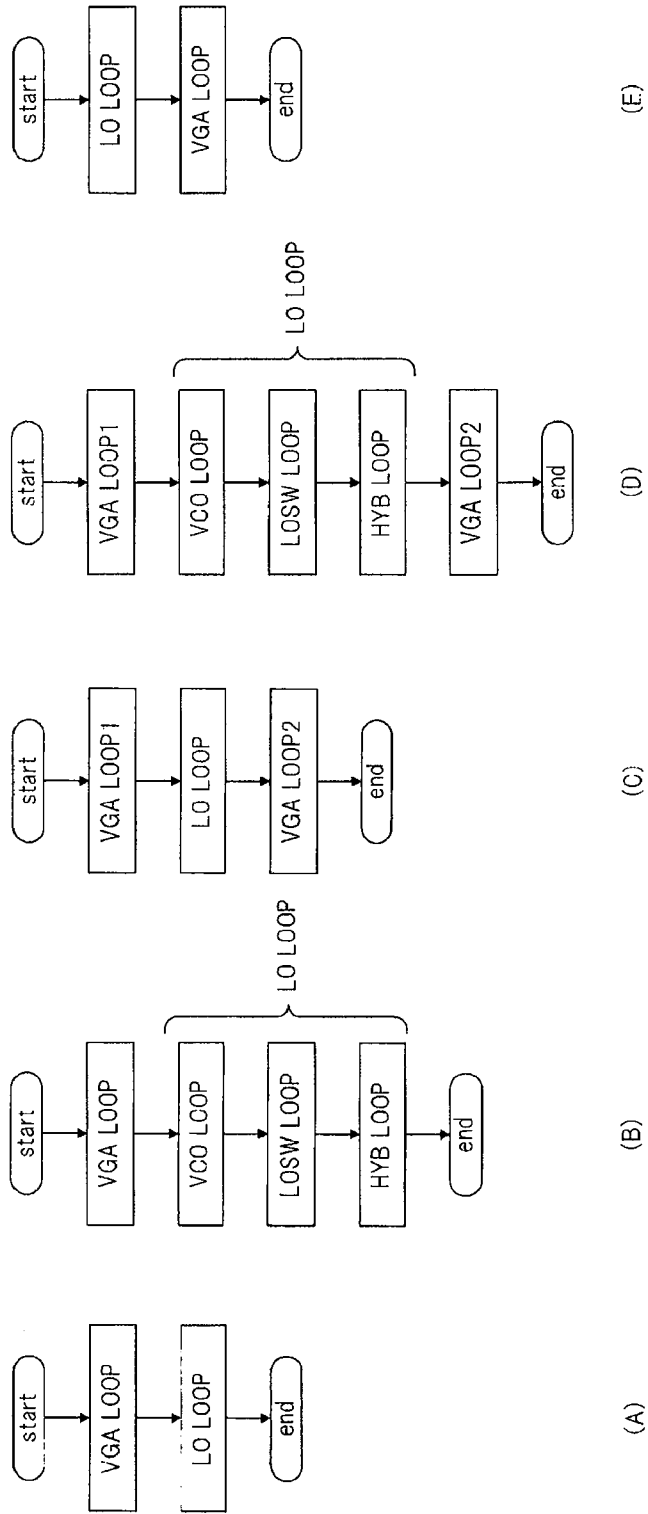 start
VGA LOOP
LO LOOP
end
(A)
start
VGA LOOP
VCO LOOP
LOSW LOOP
HYB LOOP
end
LO LOOP
(B)
start
VGA LOOP1
LO LOOP
VGA LOOP2
end
(C)
start
VGA LOOP1
VCO LOOP
LOSW LOOP
HYB LOOP
VGA LOOP2
end
LO LOOP
(D)
start
LO LOOP
VGA LOOP
end
(E)